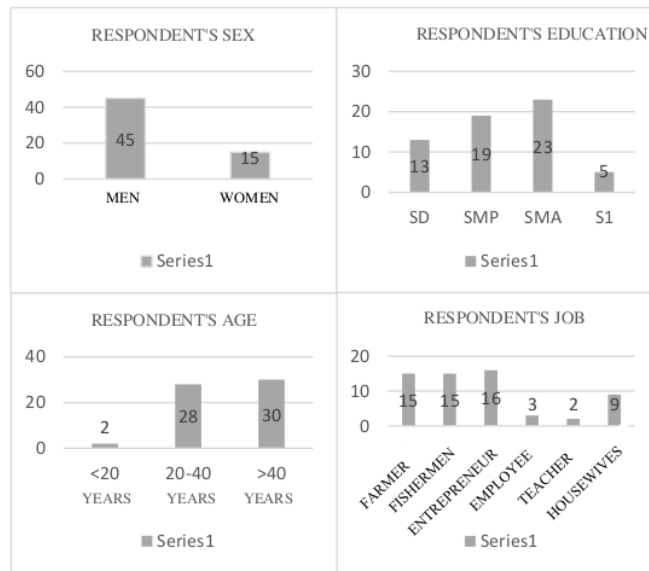 RESPONDENT'S SEX
60
40
20
0
45
15
MEN
WOMEN
Series1
RESPONDENT'S EDUCATION
30
20
10
0
13
19
23
5
SD
SMP
SMA
S1
Series1
RESPONDENT'S AGE
40
20
0
2
28
30
<20
20-40
>40
YEARS
YEARS
YEARS
Series1
RESPONDENT'S JOB
20
10
0
15
15
16
3
2
9
FARMER
FISHERMEN
ENTREPRENEUR
EMPLOYEE
TEACHER
HOUSEWIVES
Series1